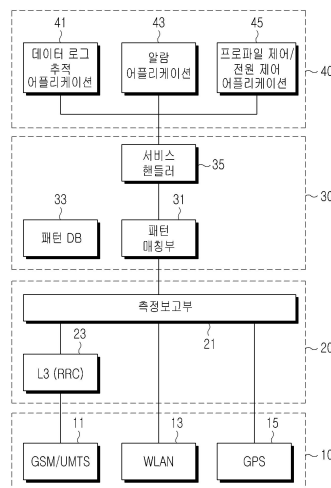 41
43
45
데이터 로그
추적
어플리케이션
알람
어플리케이션
프로파일 제어/
전원 제어
어플리케이션
40
서비스
핸들러
35
30
33
31
패턴 DB
패턴
매칭부
측정보고부
21
23
20
L3 (RRC)
11
13
15
GSM/UMTS
WLAN
GPS
10